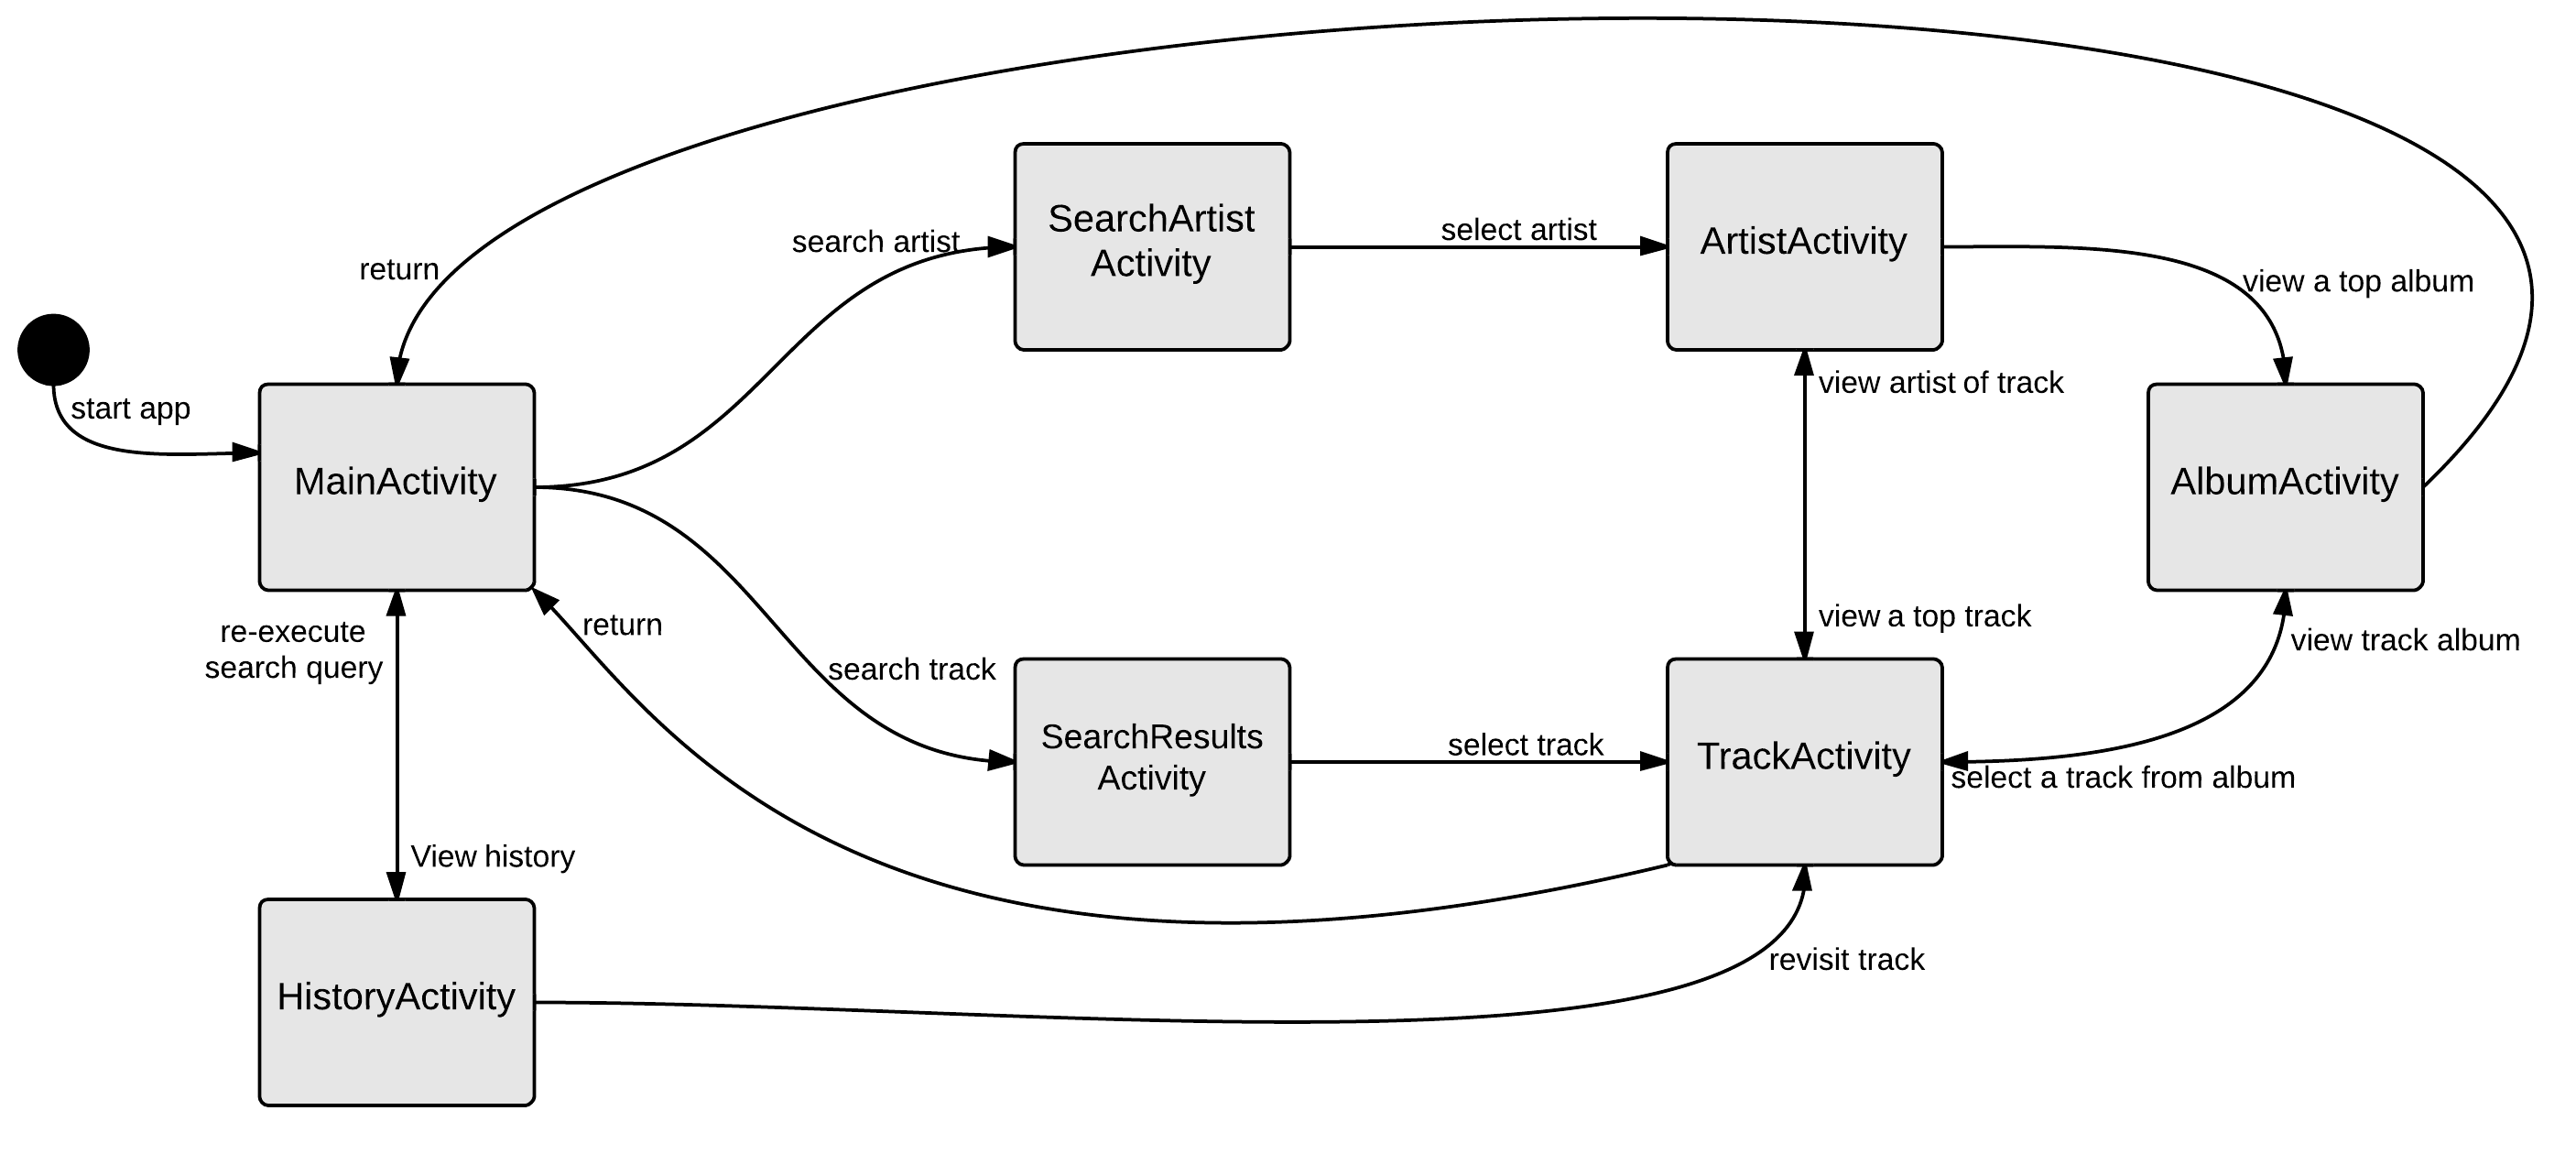 SearchArtist
Activity
ArtistActivity
search artist
select artist
return
view a top album
start app
view artist of track
MainActivity
AlbumActivity
re-execute
search query
return
view a top track
view track album
search track
SearchResults
Activity
select track
TrackActivity
select a track from album
View history
revisit track
HistoryActivity